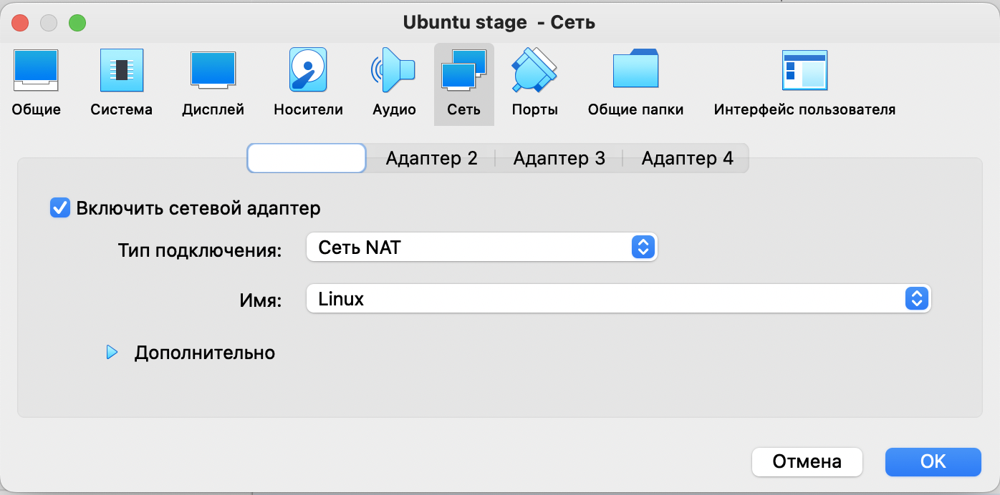 Ubuntu stage - Сеть
Общие Система Дисплей Носители Аудио Сеть Порты Общие папки Интерфейс пользователя
Адаптер 2 Адаптер 3 Адаптер 4
Включить сетевой адаптер
Тип подключения: Сеть NAT
Имя: Linux
Дополнительно
Отмена OK